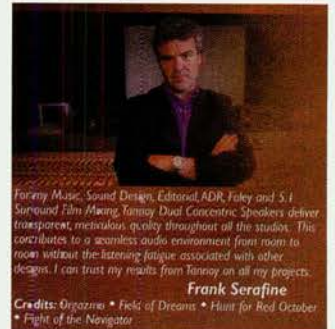 For my Music, Sound Design, Editorial, ADR, Foley and 5.1
Surround Film Mixing, Tannoy Dual Concentric Speakers deliver
transparent, meticulous quality throughout all the studios. This
contributes to a seamless audio environment from room to
room without the listening fatigue associated with other
designs. I can trust my results from Tannoy on all my projects.
Frank Serafine
Credits: Orgazmo • Field of Dreams • Hunt for Red October
• Flight of the Navigator